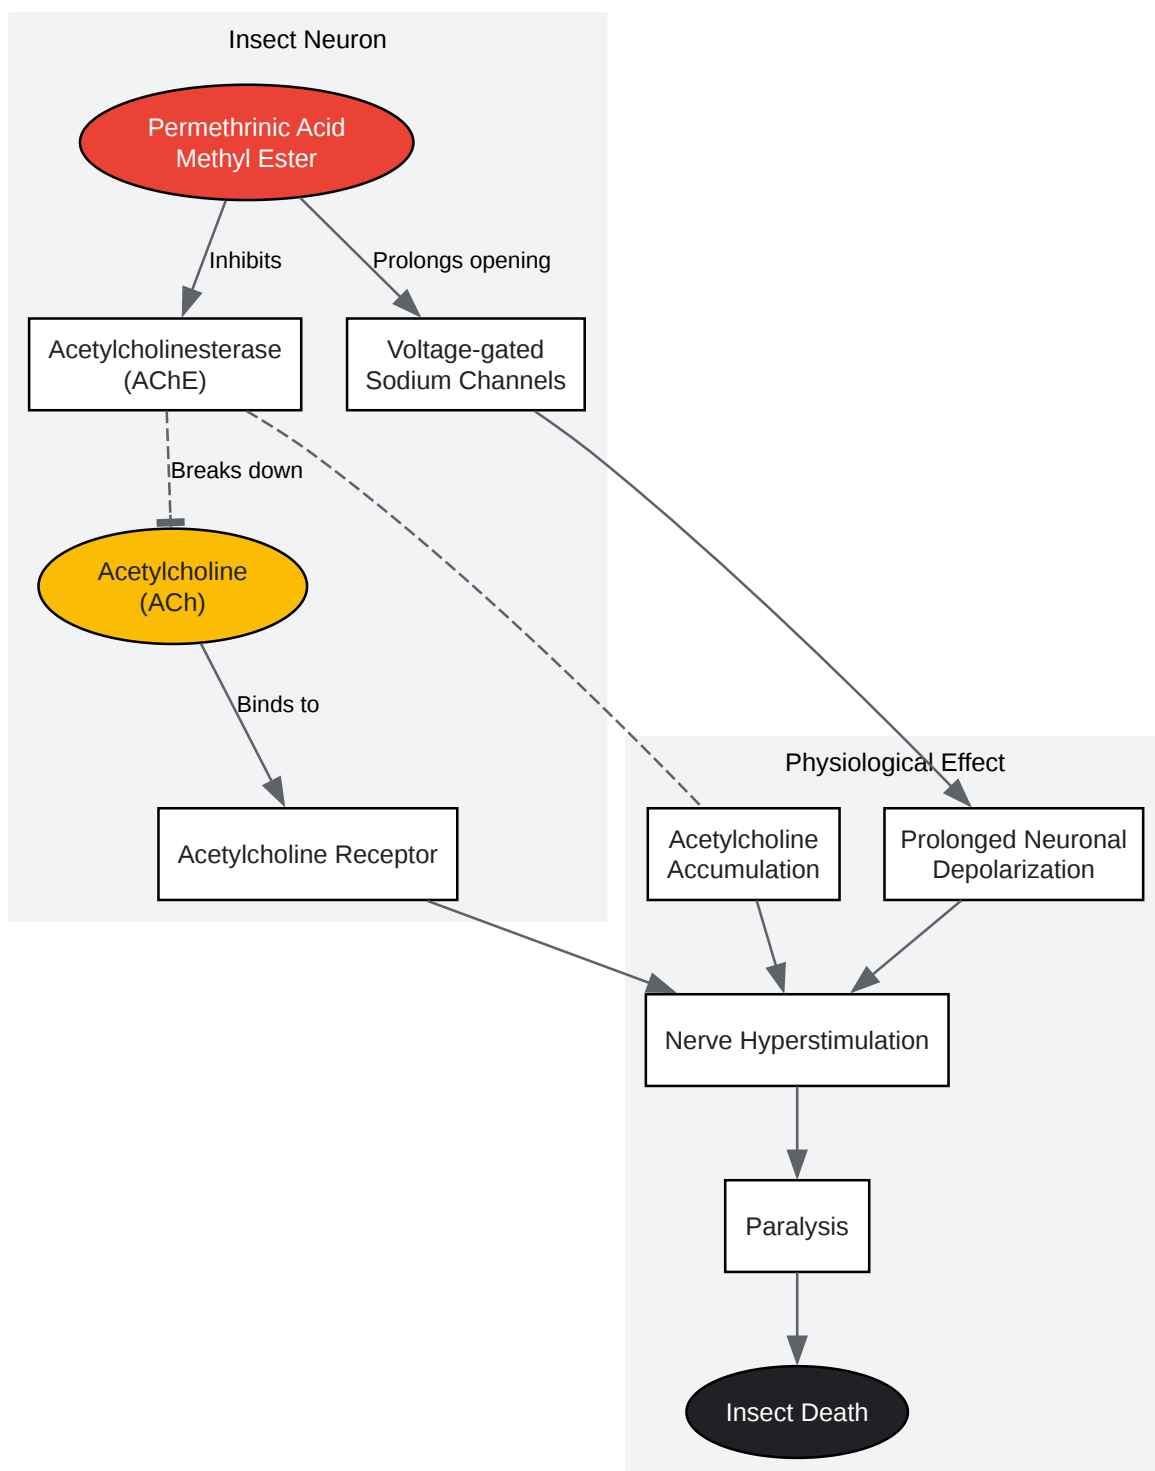 Insect Neuron
Permethrinic Acid
Methyl Ester
Inhibits
Prolongs opening
Acetylcholinesterase
(AChE)
Voltage-gated
Sodium Channels
Breaks down
Acetylcholine
(ACh)
Binds to
Physiological Effect
Acetylcholine Receptor
Acetylcholine
Accumulation
Prolonged Neuronal
Depolarization
Nerve Hyperstimulation
Paralysis
Insect Death